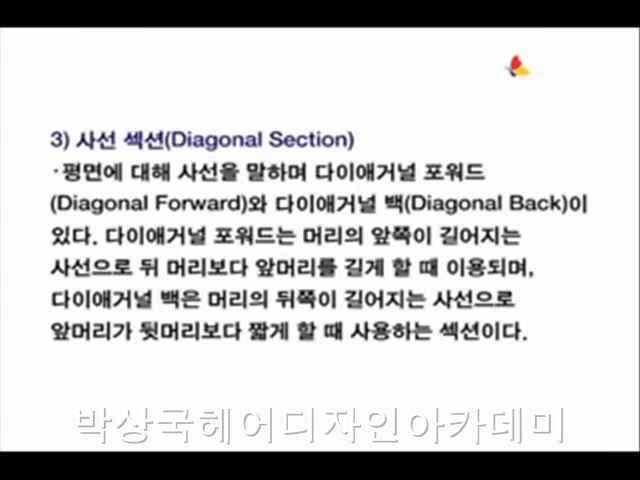 3) 사선 섹션(Diagonal Section)
·평면에 대해 사선을 말하며 다이애거널 포워드
(Diagonal Forward)와 다이애거널 백(Diagonal Back)이
있다. 다이애거널 포워드는 머리의 앞쪽이 길어지는
사선으로 뒤 머리보다 앞머리를 길게 할 때 이용되며,
다이애거널 백은 머리의 뒤쪽이 길어지는 사선으로
앞머리가 뒷머리보다 짧게 할 때 사용하는 섹션이다.
박상국헤어디자인아카데미